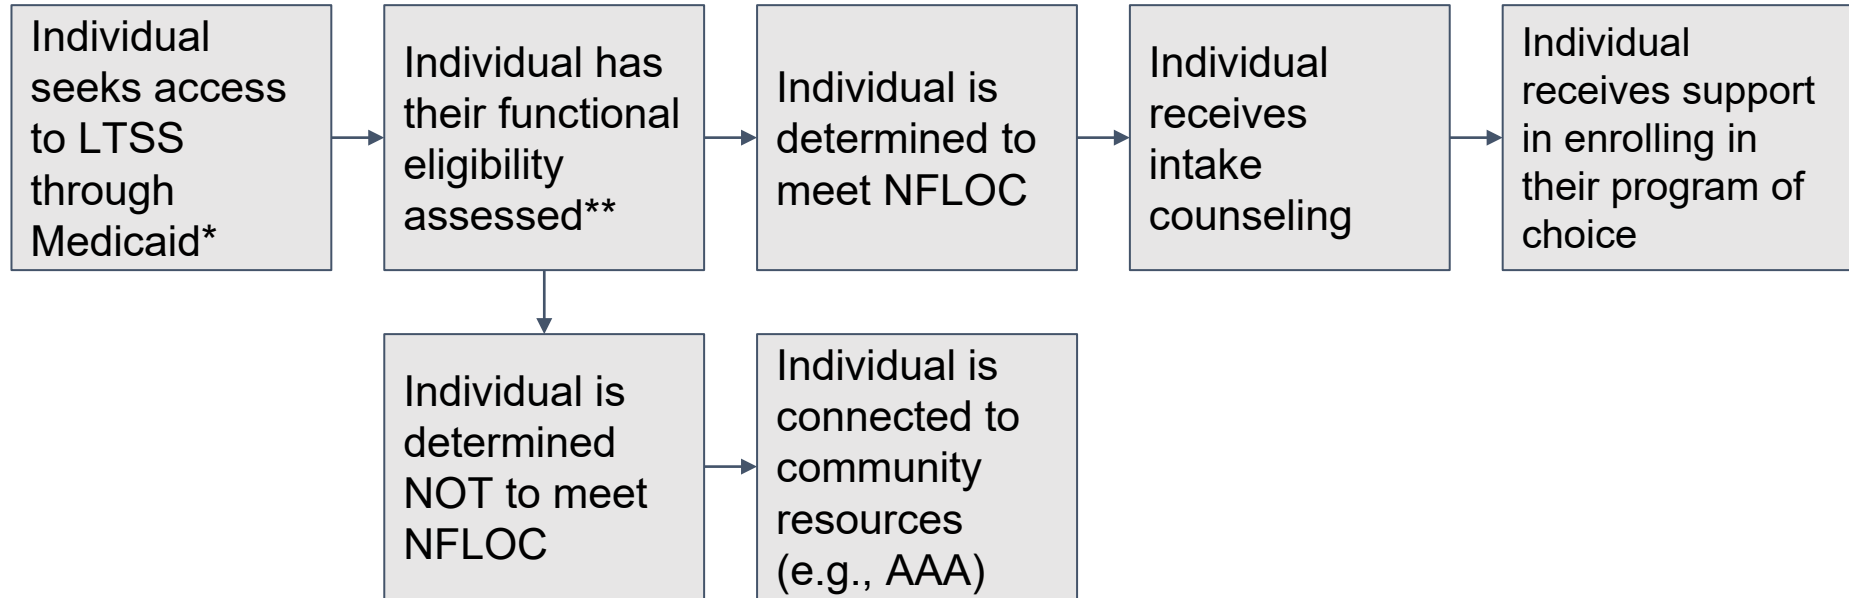 Individual
seeks access
to LTSS
through
Medicaid*
Individual has
their functional
eligibility
assessed**
Individual is
determined to
meet NFLOC
Individual
receives
intake
counseling
Individual
receives support
in enrolling in
their program of
choice
Individual is
determined
NOT to meet
NFLOC
Individual is
connected to
community
resources
(e.g., AAA)